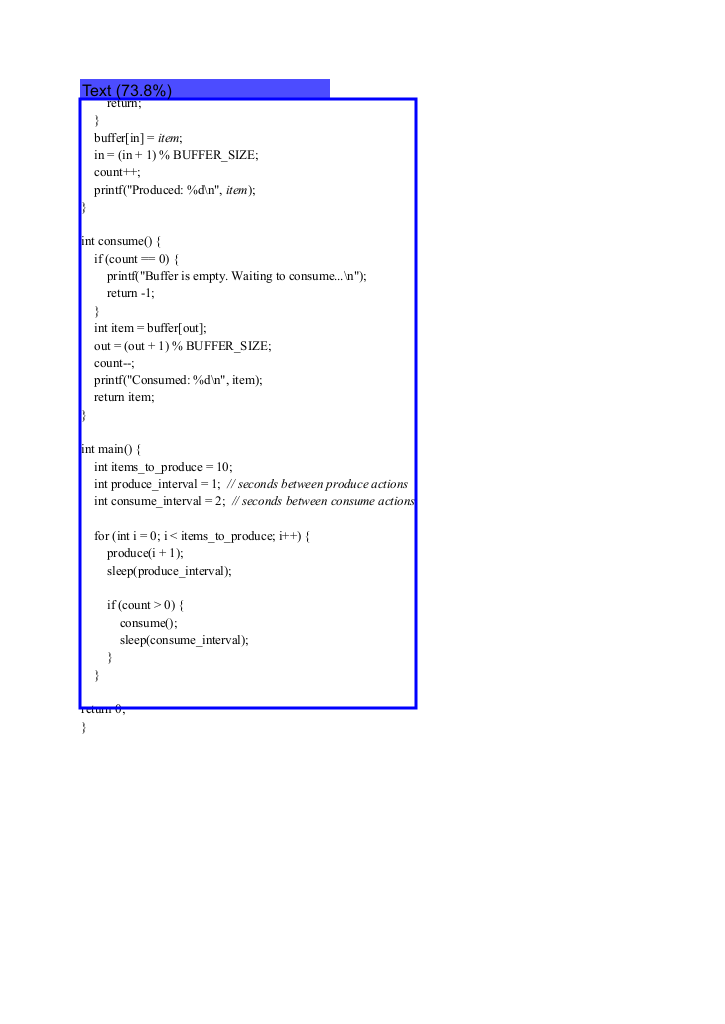 Text (73.8%)
return;
}
buffer[in] = item;
in = (in + 1) % BUFFER_SIZE;
count++;
printf("Produced: %d\n", item);
}
int consume() {
if (count == 0) {
printf("Buffer is empty. Waiting to consume...\n");
return -1;
}
int item = buffer[out];
out = (out + 1) % BUFFER_SIZE;
count--;
printf("Consumed: %d\n", item);
return item;
}
int main() {
int items_to_produce = 10;
int produce_interval = 1;  // seconds between produce actions
int consume_interval = 2;  // seconds between consume actions
for (int i = 0; i < items_to_produce; i++) {
produce(i + 1);
sleep(produce_interval);
if (count > 0) {
consume();
sleep(consume_interval);
}
}
return 0;
}